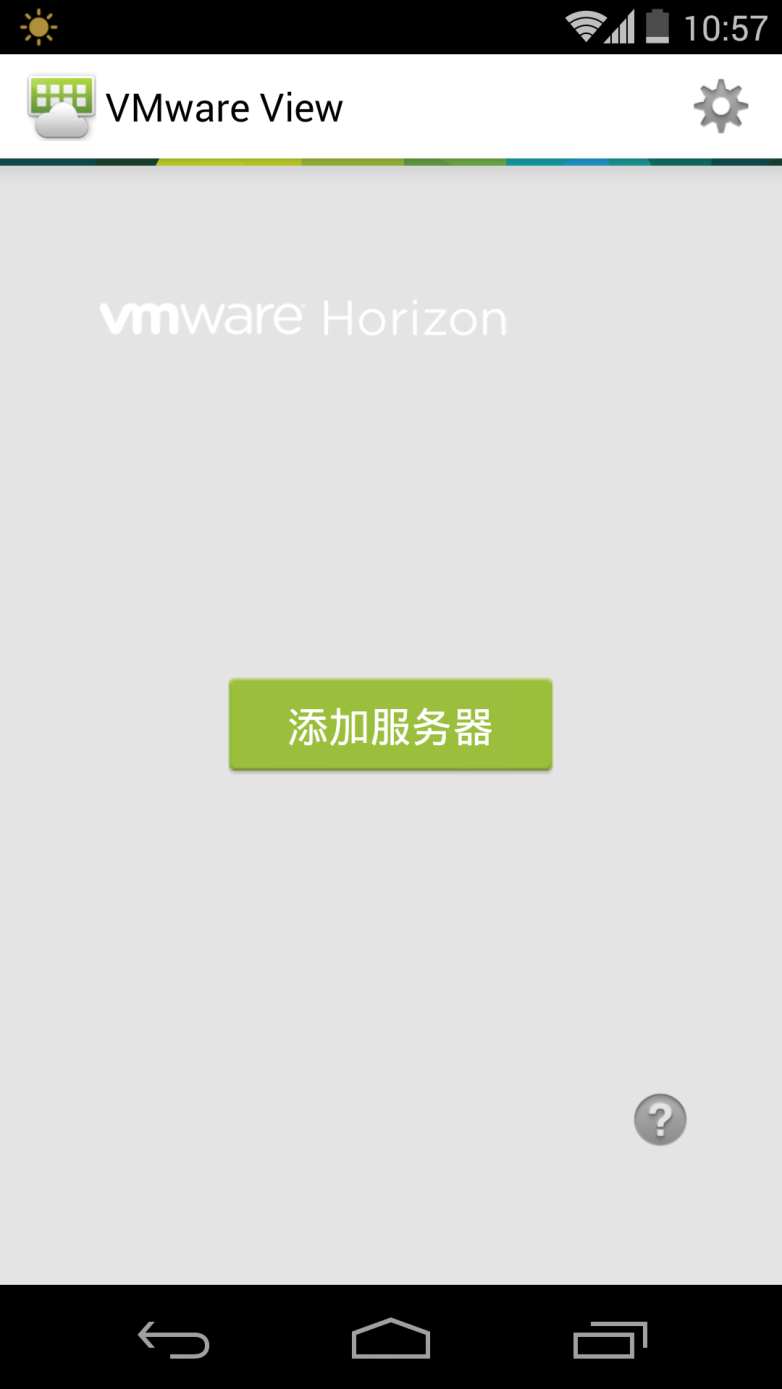 10:57
VMware View
vmware Horizon
添加服务器
?